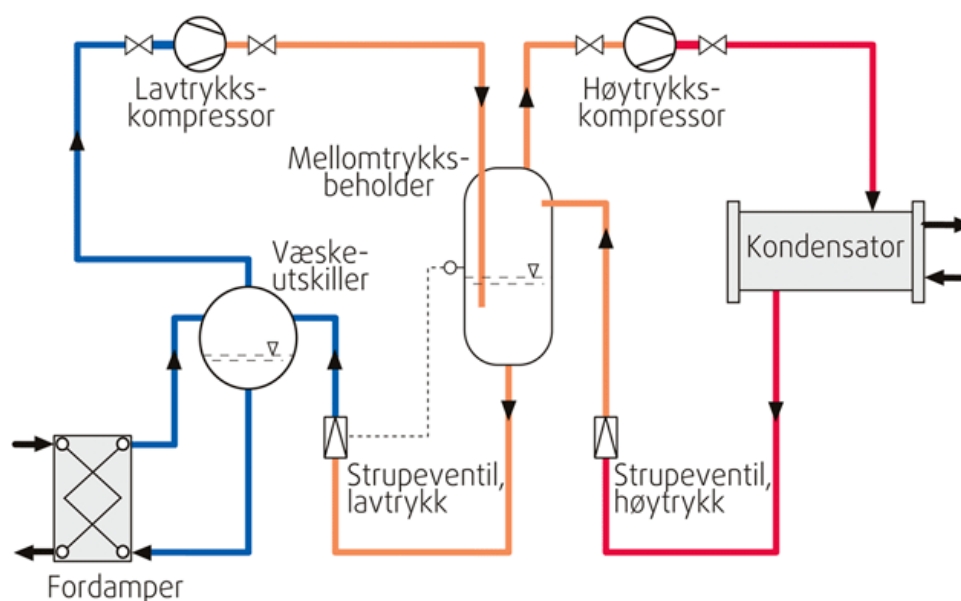 Lavtrykks-
kompressor
Høytrykks-
kompressor
Mellomtrykks-
beholder
Væske-
utskiller
Kondensator
Strupeventil,
lavtrykk
Strupeventil,
høytrykk
Fordamper